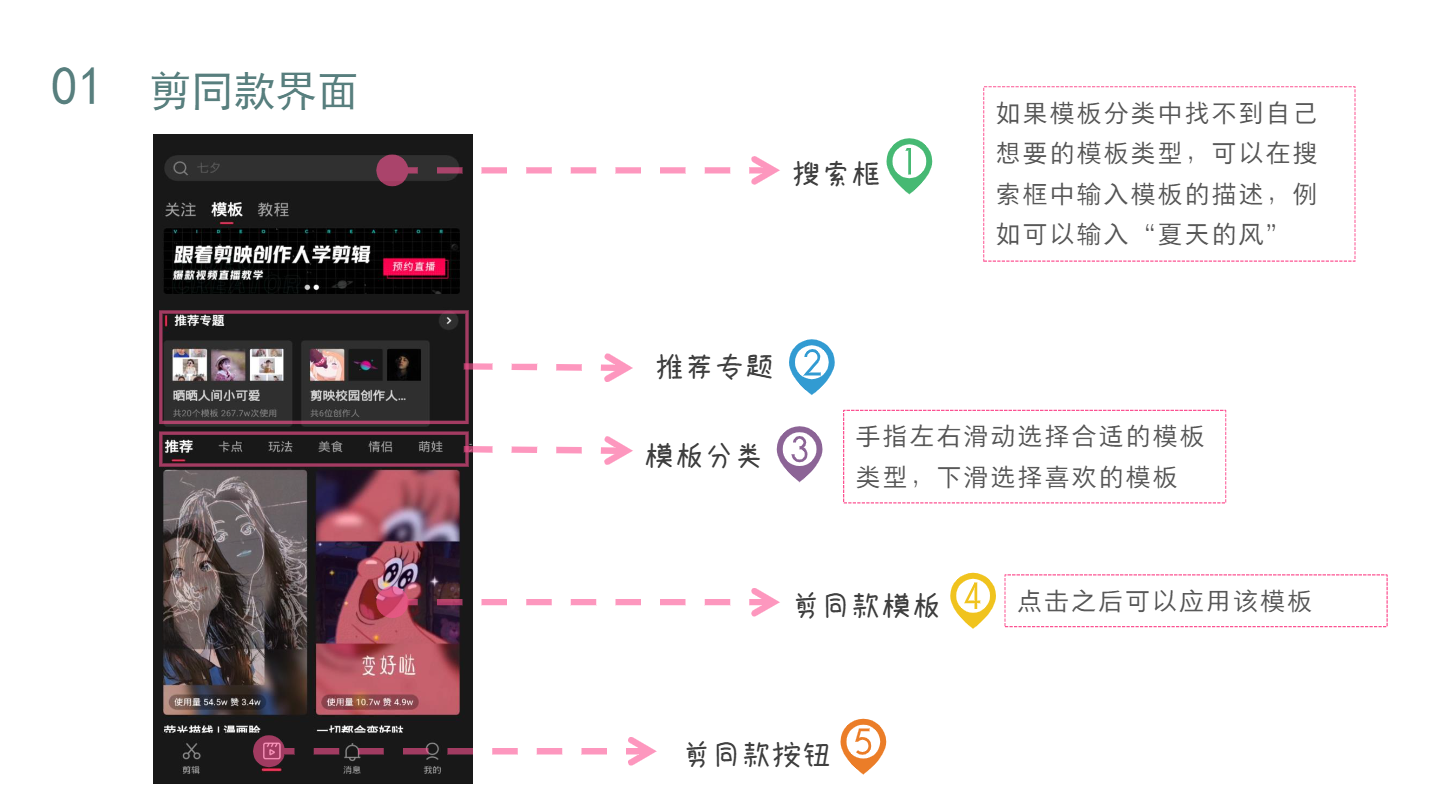 01 剪同款界面
如果模板分类中找不到自己
想要的模板类型，可以在搜
索框中输入模板的描述，例
如可以输入“夏天的风”
七夕
搜索框 1
关注 模板 教程
VIDEO CREATOR
跟着剪映创作人学剪辑
爆款视频直播教学
预约直播
推荐专题
晒晒人间小可爱
共20个模板 267.7w次使用
剪映校园创作人...
共6位创作人
推荐专题 2
推荐 卡点 玩法 美食 情侣 萌娃
模板分类 3
手指左右滑动选择合适的模板
类型，下滑选择喜欢的模板
变好哒
使用量 54.5w 赞 3.4w
使用量 10.7w 赞 4.9w
荧光描线 | 漫画脸
一切都会变好哒
剪同款模板 4
点击之后可以应用该模板
剪辑
消息
我的
剪同款按钮 5